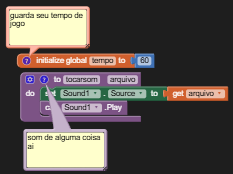 guarda seu tempo de
jogo
initialize global tempo to 60
to tocarsom arquivo
do set Sound1 . Source to get arquivo
call Sound1 .Play
som de alguma coisa
ai